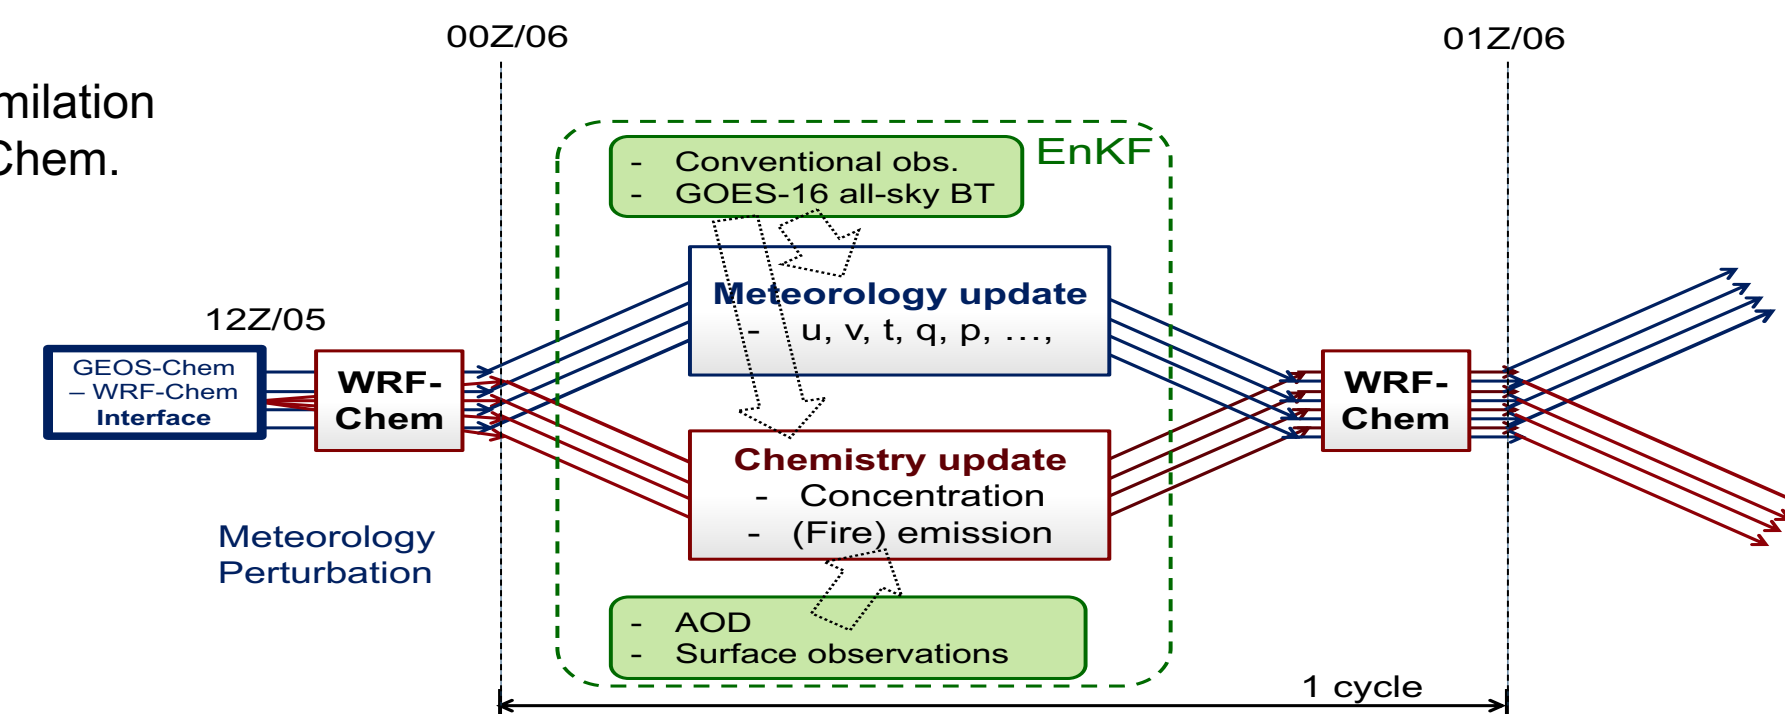 00Z/06
01Z/06
milation
Chem.
EnKF
- Conventional obs.
- GOES-16 all-sky BT
Meteorology update
- u, v, t, q, p, …,
12Z/05
GEOS-Chem
– WRF-Chem
Interface
WRF-
Chem
WRF-
Chem
Chemistry update
- Concentration
- (Fire) emission
Meteorology
Perturbation
- AOD
- Surface observations
1 cycle